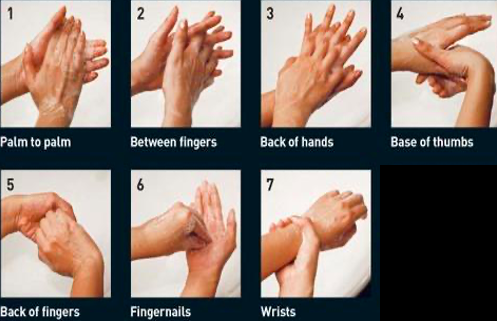 1
2
3
4
Palm to palm
Between fingers
Back of hands
Base of thumbs
5
6
7
Back of fingers
Fingernails
Wrists